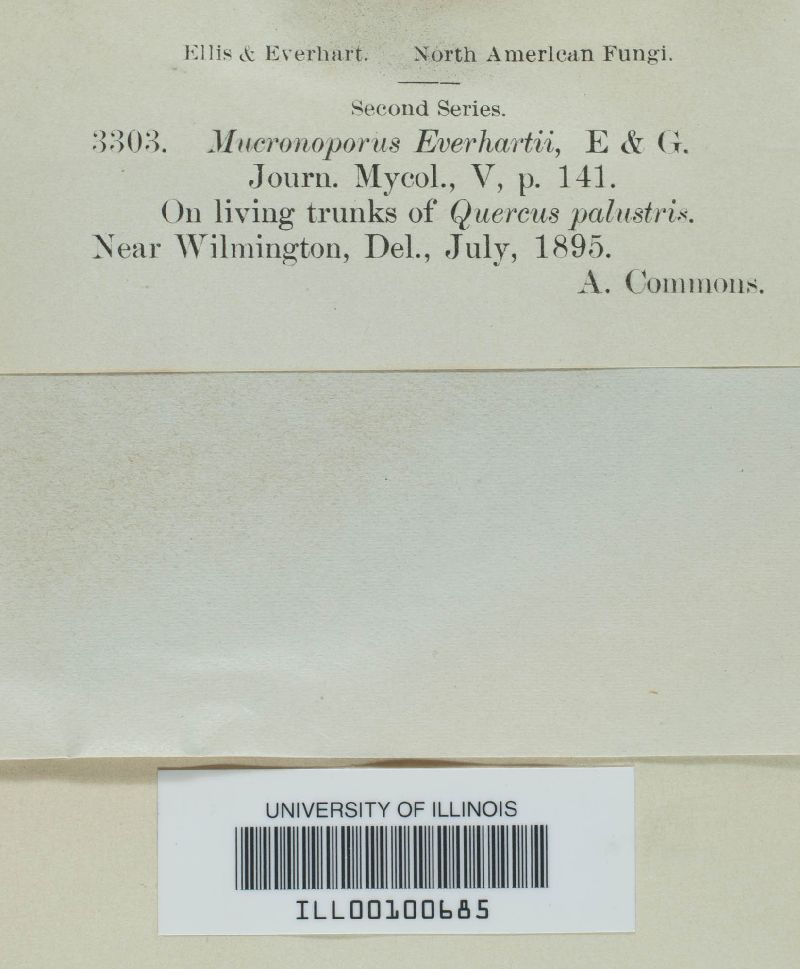 Ellis & Everhart. North American Fungi.
Second Series.
3303. Mucronoporus Everhartii, E & G.
Journ. Mycol., V, p. 141.
On living trunks of Quercus palustris.
Near Wilmington, Del., July, 1895.
A. Commons.
UNIVERSITY OF ILLINOIS
ILL00100685